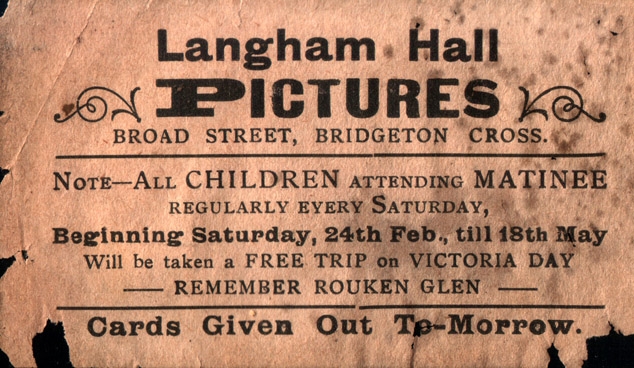 Langham Hall
PICTURES
BROAD STREET, BRIDGETON CROSS.
NOTE—ALL CHILDREN ATTENDING MATINEE
REGULARLY EVERY SATURDAY,
Beginning Saturday, 24th Feb., till 18th May
Will be taken a FREE TRIP on VICTORIA DAY
— REMEMBER ROUKEN GLEN —
Cards Given Out To-Morrow.